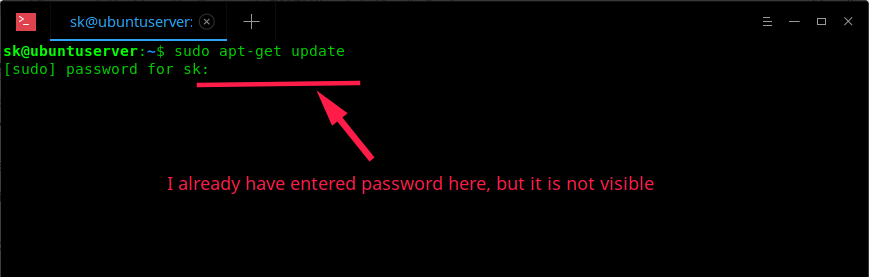 sk@ubuntuserver:
sk@ubuntuserver:~$ sudo apt-get update
[sudo] password for sk:
I already have entered password here, but it is not visible